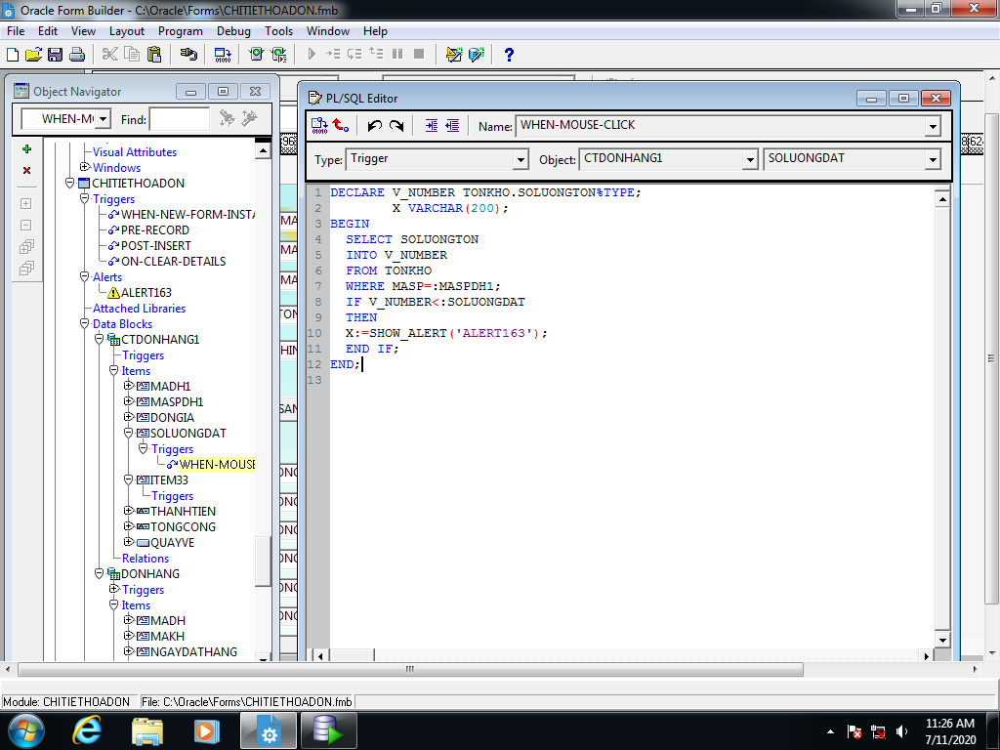 Oracle Form Builder - C:\Oracle\Forms\CHITIETHOADON.fmb
File Edit View Layout Program Debug Tools Window Help
Object Navigator
WHEN-M
Find:
Visual Attributes
Windows
CHITIETHOADON
Triggers
WHEN-NEW-FORM-INSTA
PRE-RECORD
POST-INSERT
ON-CLEAR-DETAILS
Alerts
ALERT163
Attached Libraries
Data Blocks
CTDONHANG1
Triggers
Items
MADH1
MASPDH1
DONGIA
SOLUONGDAT
Triggers
WHEN-MOUSE
ITEM33
Triggers
THANHTIEN
TONGCONG
QUAYVE
Relations
DONHANG
Triggers
Items
MADH
MAKH
NGAYDATHANG
PL/SQL Editor
Name: WHEN-MOUSE-CLICK
Type: Trigger Object: CTDONHANG1 SOLUONGDAT
1 DECLARE V_NUMBER TONKHO.SOLUONGTON%TYPE;
2 X VARCHAR(200);
3 BEGIN
4 SELECT SOLUONGTON
5 INTO V_NUMBER
6 FROM TONKHO
7 WHERE MASP=:MASPDH1;
8 IF V_NUMBER<:SOLUONGDAT
9 THEN
10 X:=SHOW_ALERT('ALERT163');
11 END IF;
12 END;
13
Module: CHITIETHOADON File: C:\Oracle\Forms\CHITIETHOADON.fmb
11:26 AM
7/11/2020